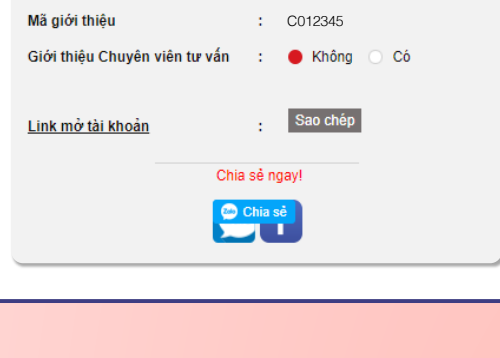 Mã giới thiệu : C012345
Giới thiệu Chuyên viên tư vấn : Không Có
Link mở tài khoản : Sao chép
Chia sẻ ngay!
Zalo Chia sẻ